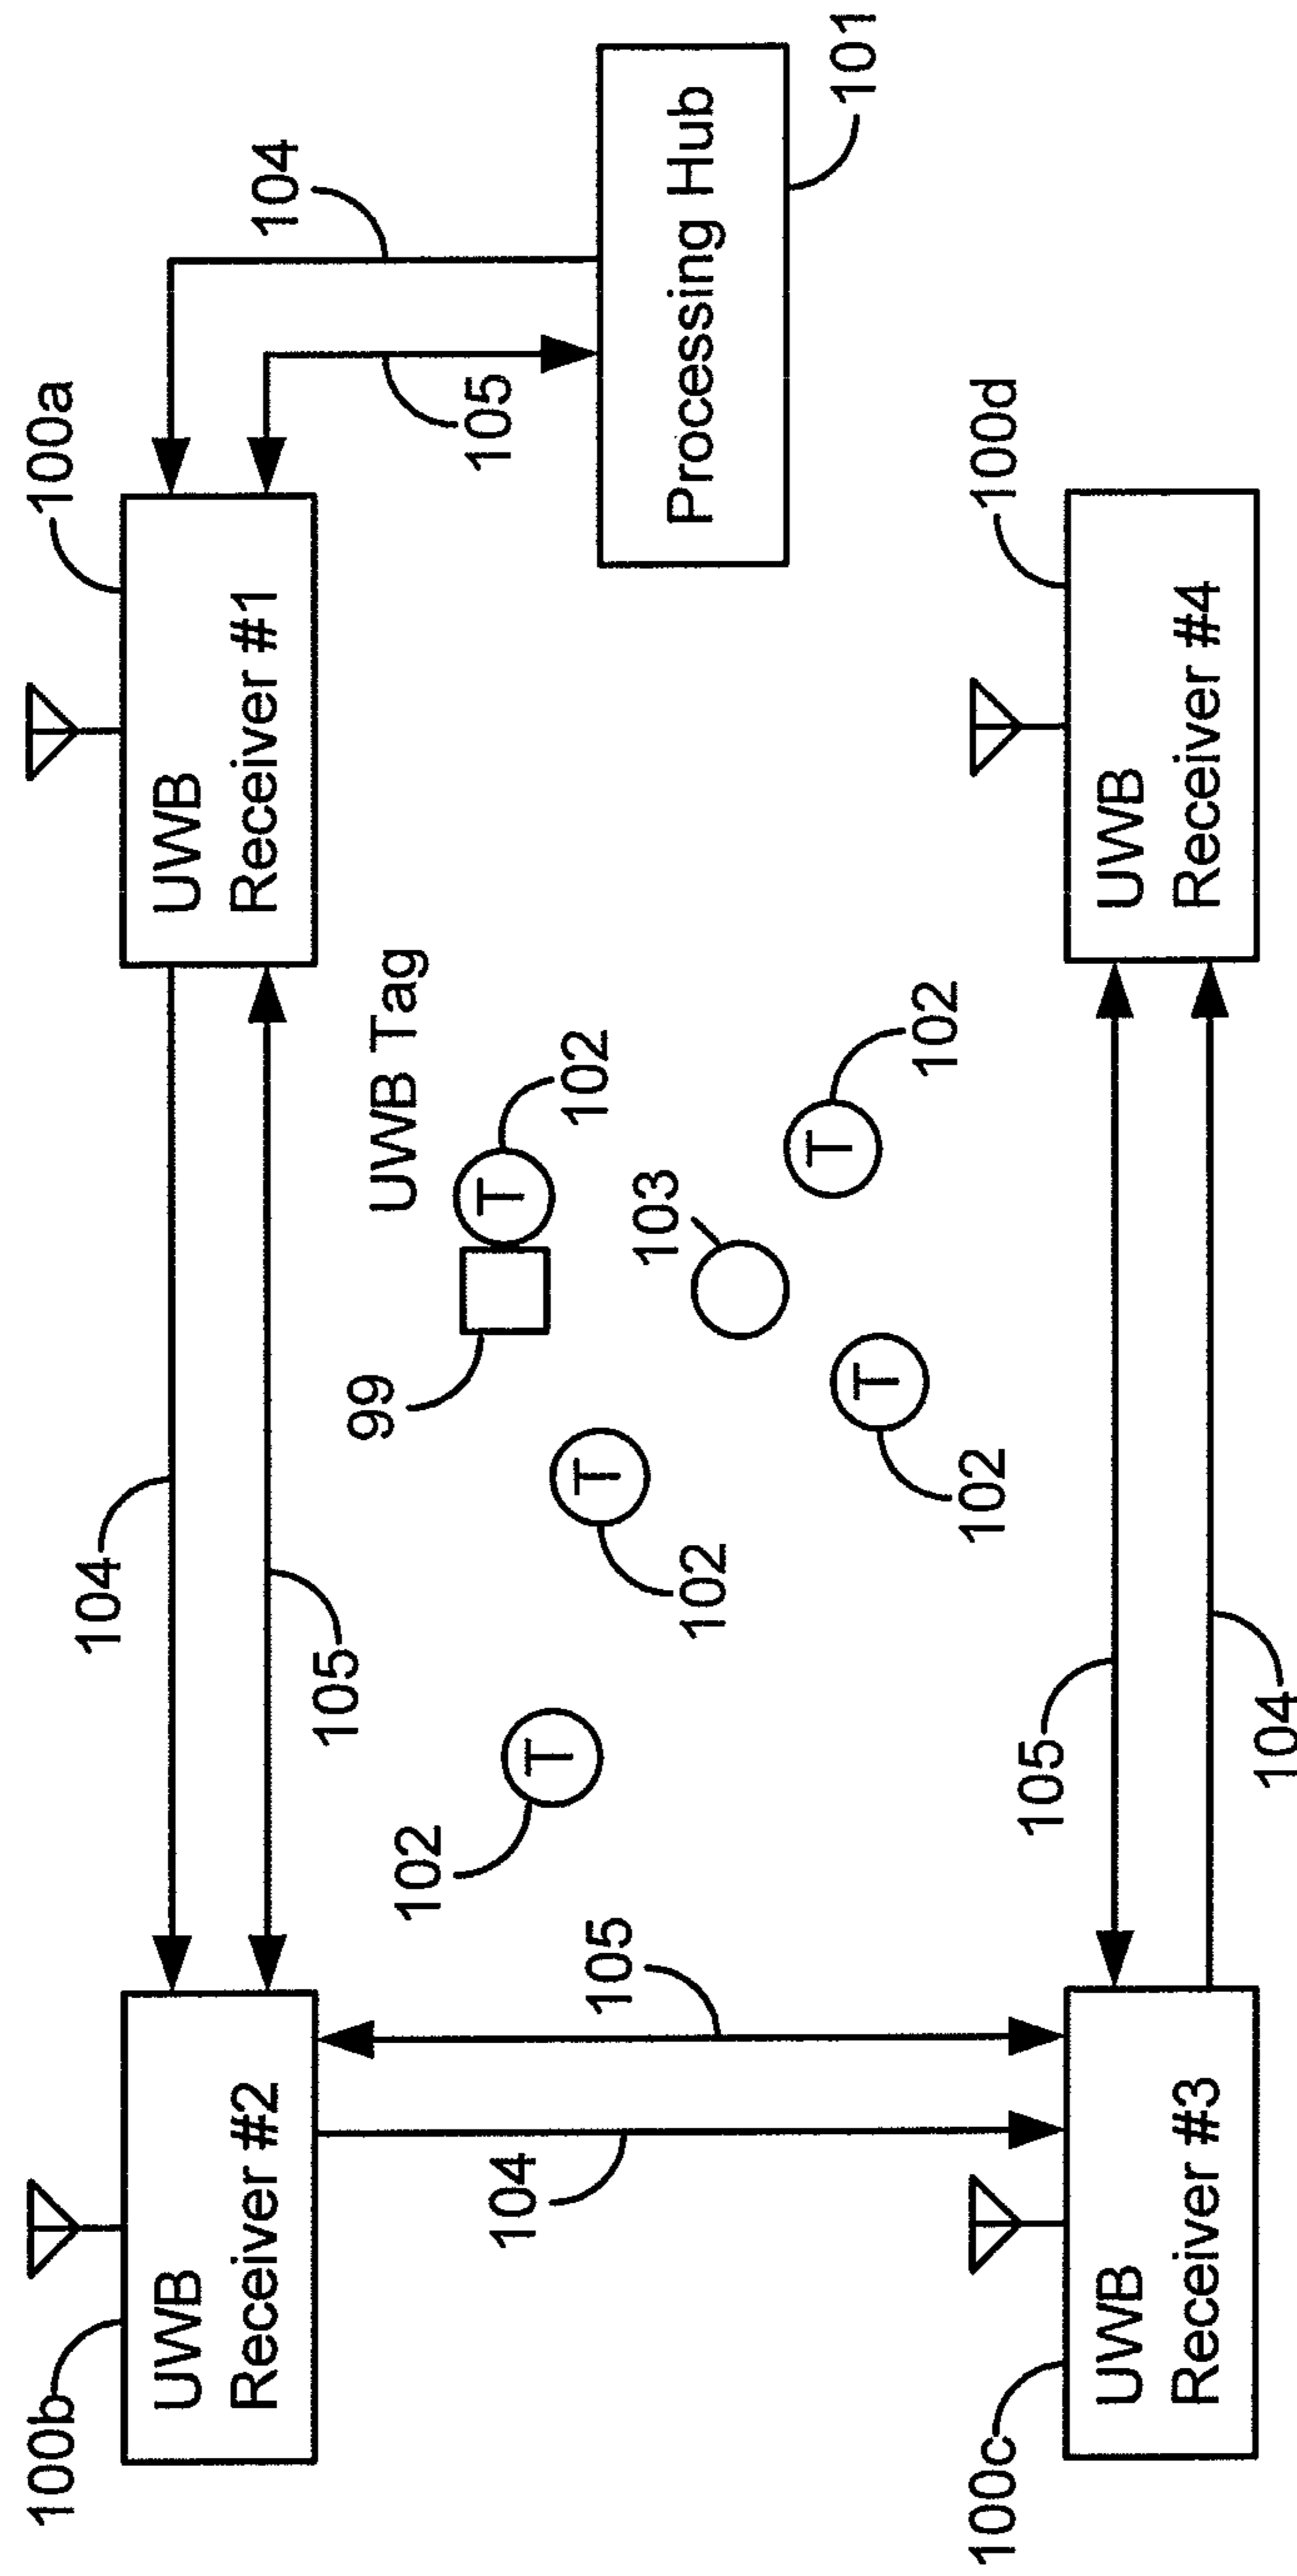 100b
UWB
Receiver #2
104
105
100a
UWB
Receiver #1
104
105
Processing Hub
101
UWB Tag
99
102
102
102
103
102
102
104
105
100c
UWB
Receiver #3
105
104
100d
UWB
Receiver #4